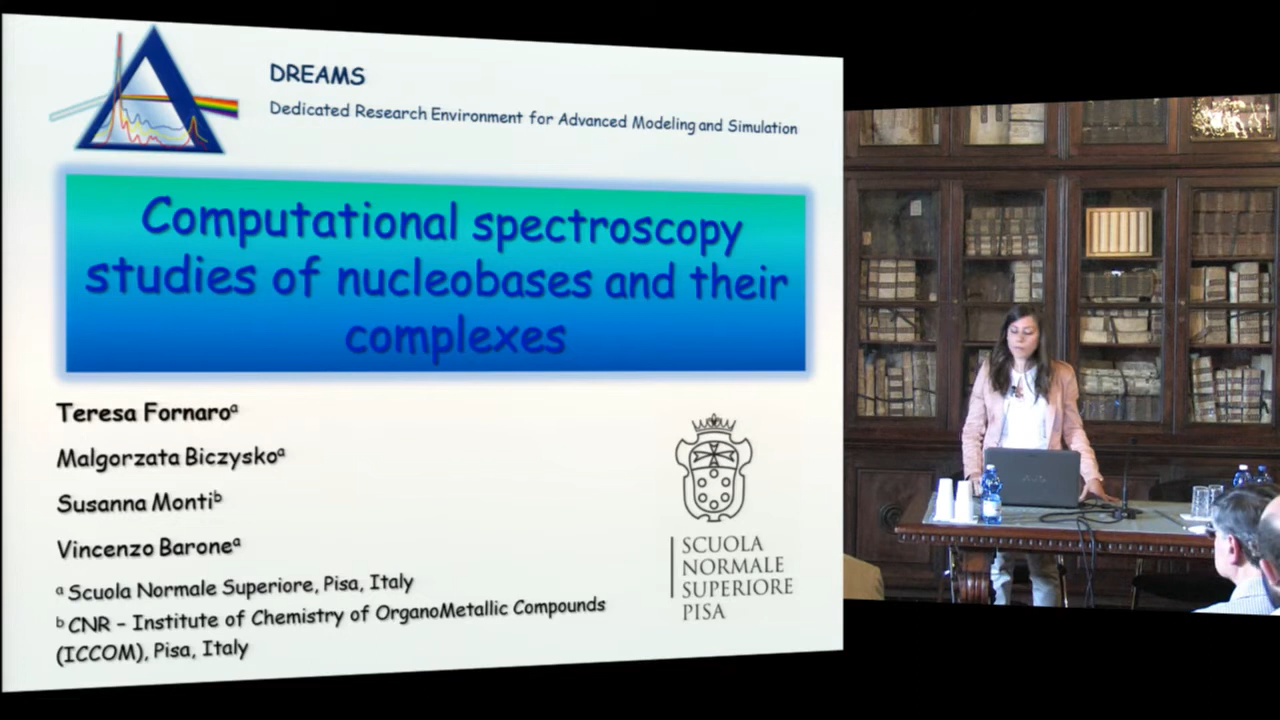 DREAMS
Dedicated Research Environment for Advanced Modeling and Simulation
Computational spectroscopy
studies of nucleobases and their
complexes
Teresa Fornaroᵃ
Malgorzata Biczyskoᵃ
Susanna Montiᵇ
Vincenzo Baroneᵃ
ᵃ Scuola Normale Superiore, Pisa, Italy
ᵇ CNR – Institute of Chemistry of OrganoMetallic Compounds
(ICCOM), Pisa, Italy
SCUOLA
NORMALE
SUPERIORE
PISA